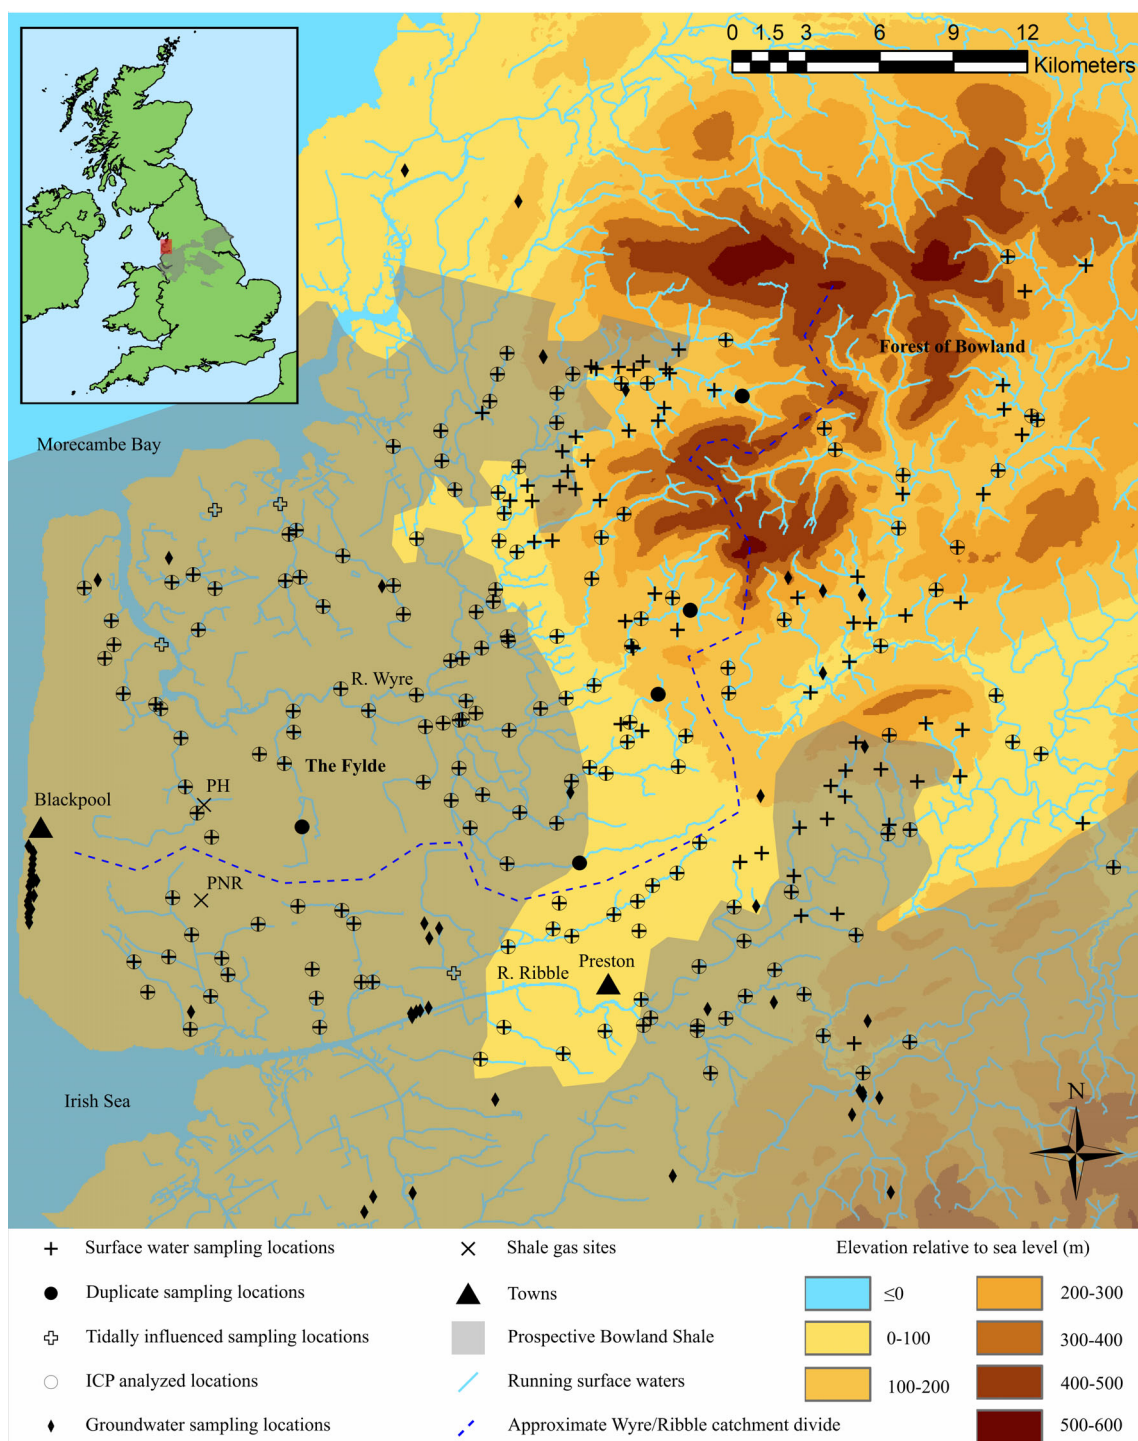 0 1.5 3 6 9 12
Kilometers
Forest of Bowland
Morecambe Bay
R. Wyre
The Fylde
PH
Blackpool
PNR
R. Ribble
Preston
Irish Sea
N
Surface water sampling locations
Duplicate sampling locations
Tidally influenced sampling locations
ICP analyzed locations
Groundwater sampling locations
Shale gas sites
Towns
Prospective Bowland Shale
Running surface waters
Approximate Wyre/Ribble catchment divide
Elevation relative to sea level (m)
≤0
0-100
100-200
200-300
300-400
400-500
500-600